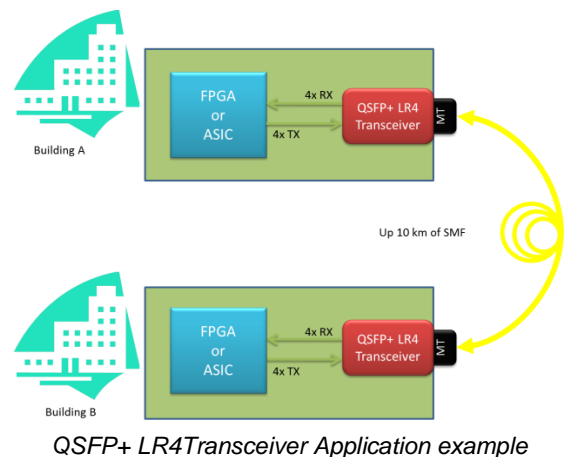 FPGA
or
ASIC
4x RX
4x TX
QSFP+ LR4
Transceiver
MT
Building A
Up 10 km of SMF
FPGA
or
ASIC
4x RX
4x TX
QSFP+ LR4
Transceiver
MT
Building B
QSFP+ LR4Transceiver Application example